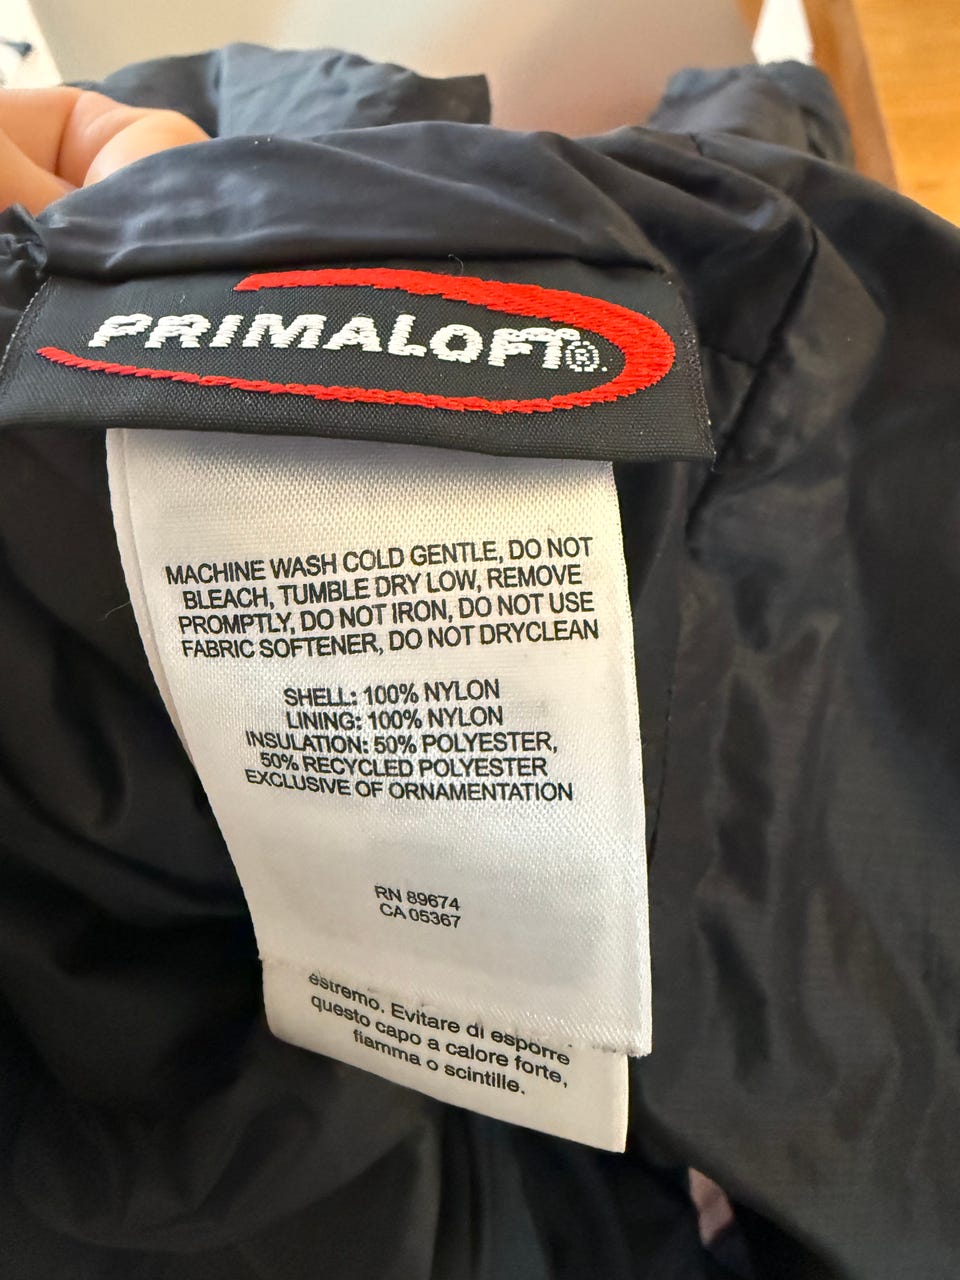 PRIMALOFT®
MACHINE WASH COLD GENTLE, DO NOT
BLEACH, TUMBLE DRY LOW, REMOVE
PROMPTLY, DO NOT IRON, DO NOT USE
FABRIC SOFTENER, DO NOT DRYCLEAN
SHELL: 100% NYLON
LINING: 100% NYLON
INSULATION: 50% POLYESTER,
50% RECYCLED POLYESTER
EXCLUSIVE OF ORNAMENTATION
RN 89674
CA 05367
estremo. Evitare di esporre
questo capo a calore forte,
fiamma o scintille.